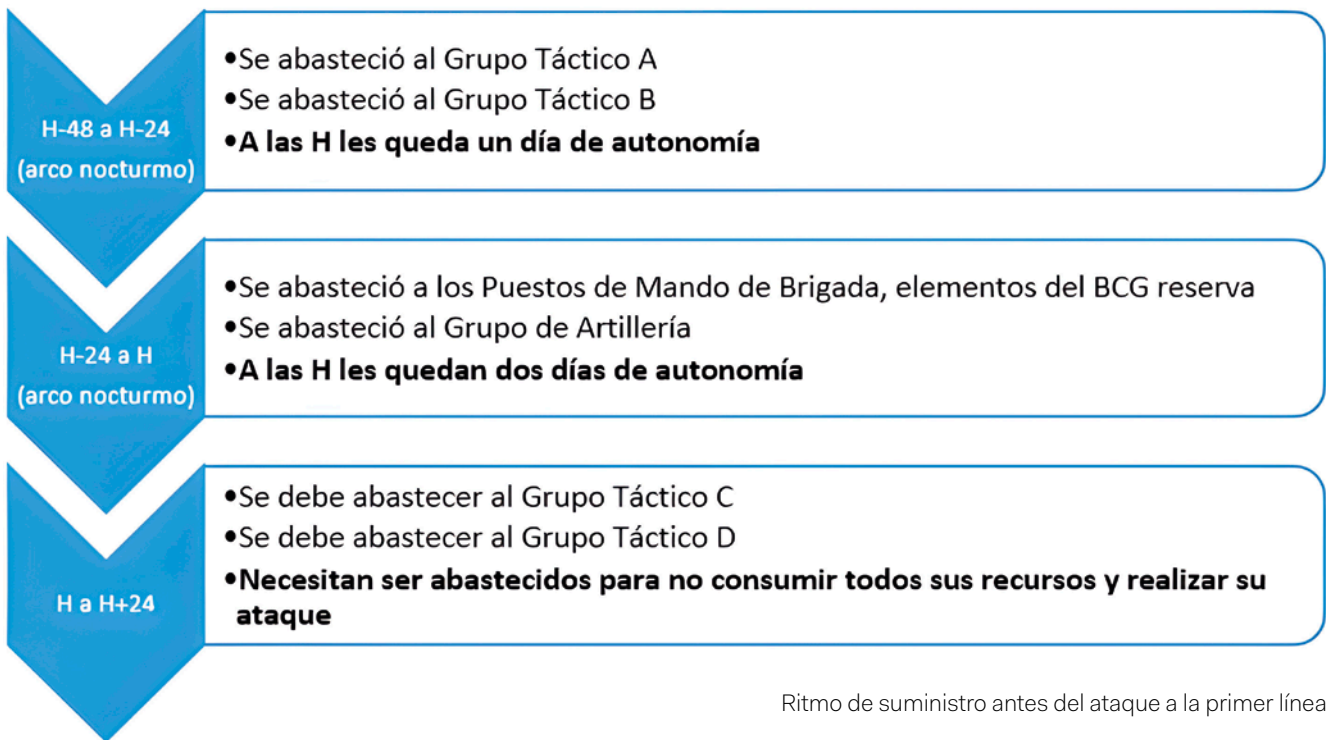 H-48 a H-24
(arco nocturmo)
•Se abasteció al Grupo Táctico A
•Se abasteció al Grupo Táctico B
•A las H les queda un día de autonomía
H-24 a H
(arco nocturmo)
•Se abasteció a los Puestos de Mando de Brigada, elementos del BCG reserva
•Se abasteció al Grupo de Artillería
•A las H les quedan dos días de autonomía
H a H+24
•Se debe abastecer al Grupo Táctico C
•Se debe abastecer al Grupo Táctico D
•Necesitan ser abastecidos para no consumir todos sus recursos y realizar su
ataque
Ritmo de suministro antes del ataque a la primer línea